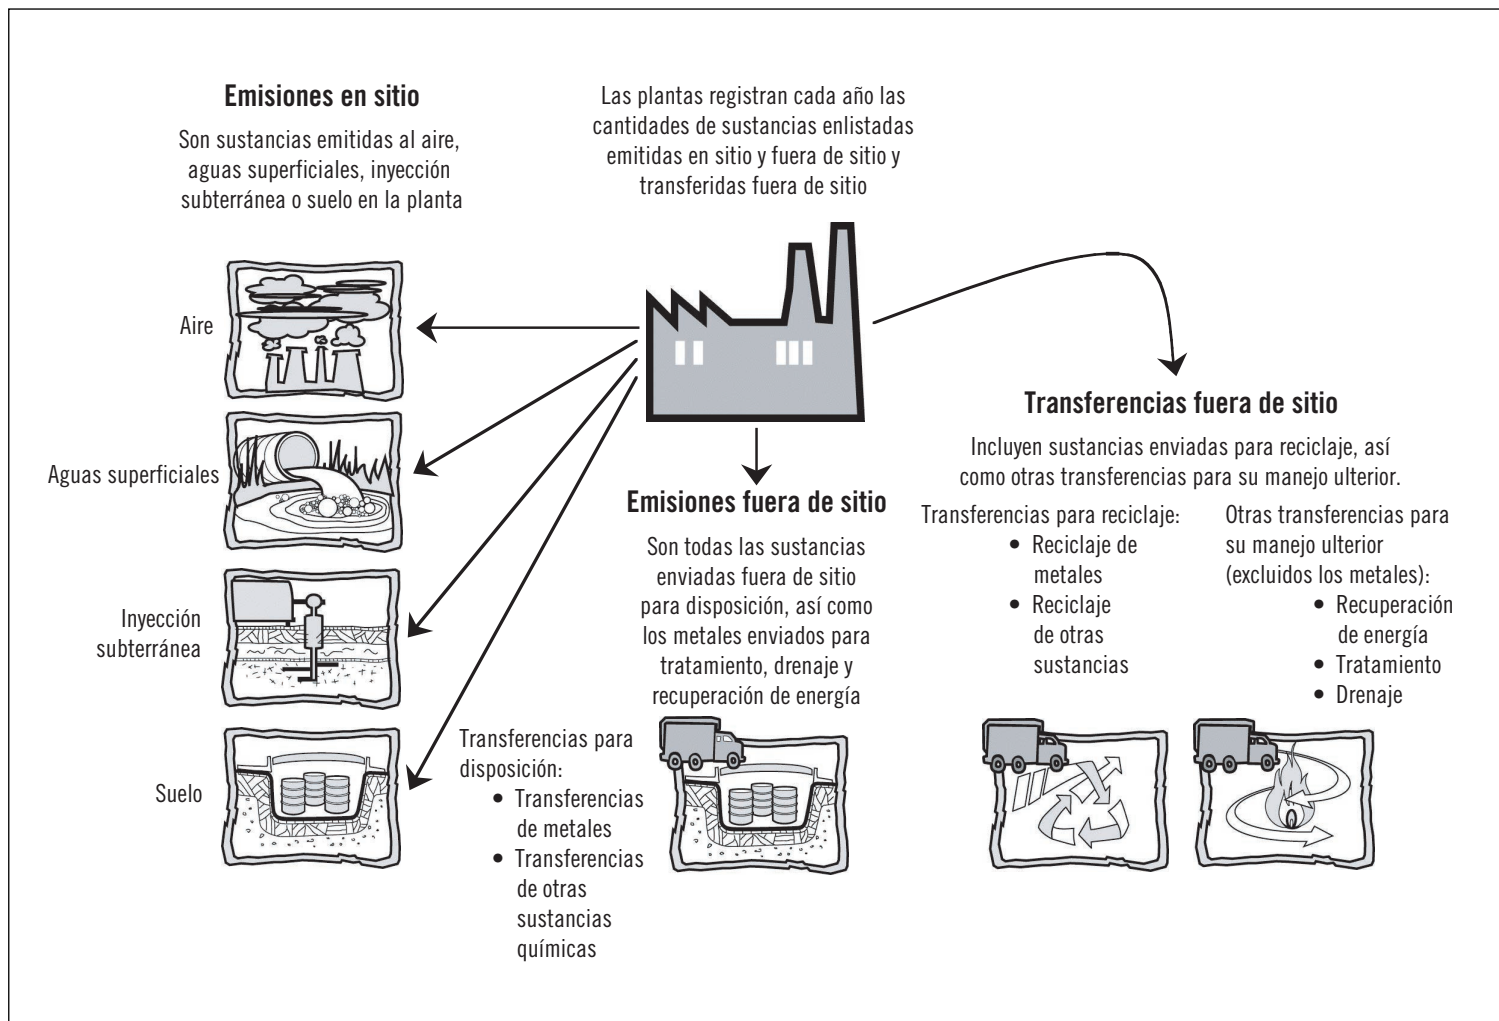 Emisiones en sitio
Son sustancias emitidas al aire,
aguas superficiales, inyección
subterránea o suelo en la planta
Las plantas registran cada año las
cantidades de sustancias enlistadas
emitidas en sitio y fuera de sitio y
transferidas fuera de sitio
Aire
Aguas superficiales
Inyección
subterránea
Suelo
Emisiones fuera de sitio
Son todas las sustancias
enviadas fuera de sitio
para disposición, así como
los metales enviados para
tratamiento, drenaje y
recuperación de energía
Transferencias para
disposición:
• Transferencias
de metales
• Transferencias
de otras
sustancias
químicas
Transferencias fuera de sitio
Incluyen sustancias enviadas para reciclaje, así
como otras transferencias para su manejo ulterior.
Transferencias para reciclaje:
• Reciclaje de
metales
• Reciclaje
de otras
sustancias
Otras transferencias para
su manejo ulterior
(excluidos los metales):
• Recuperación
de energía
• Tratamiento
• Drenaje